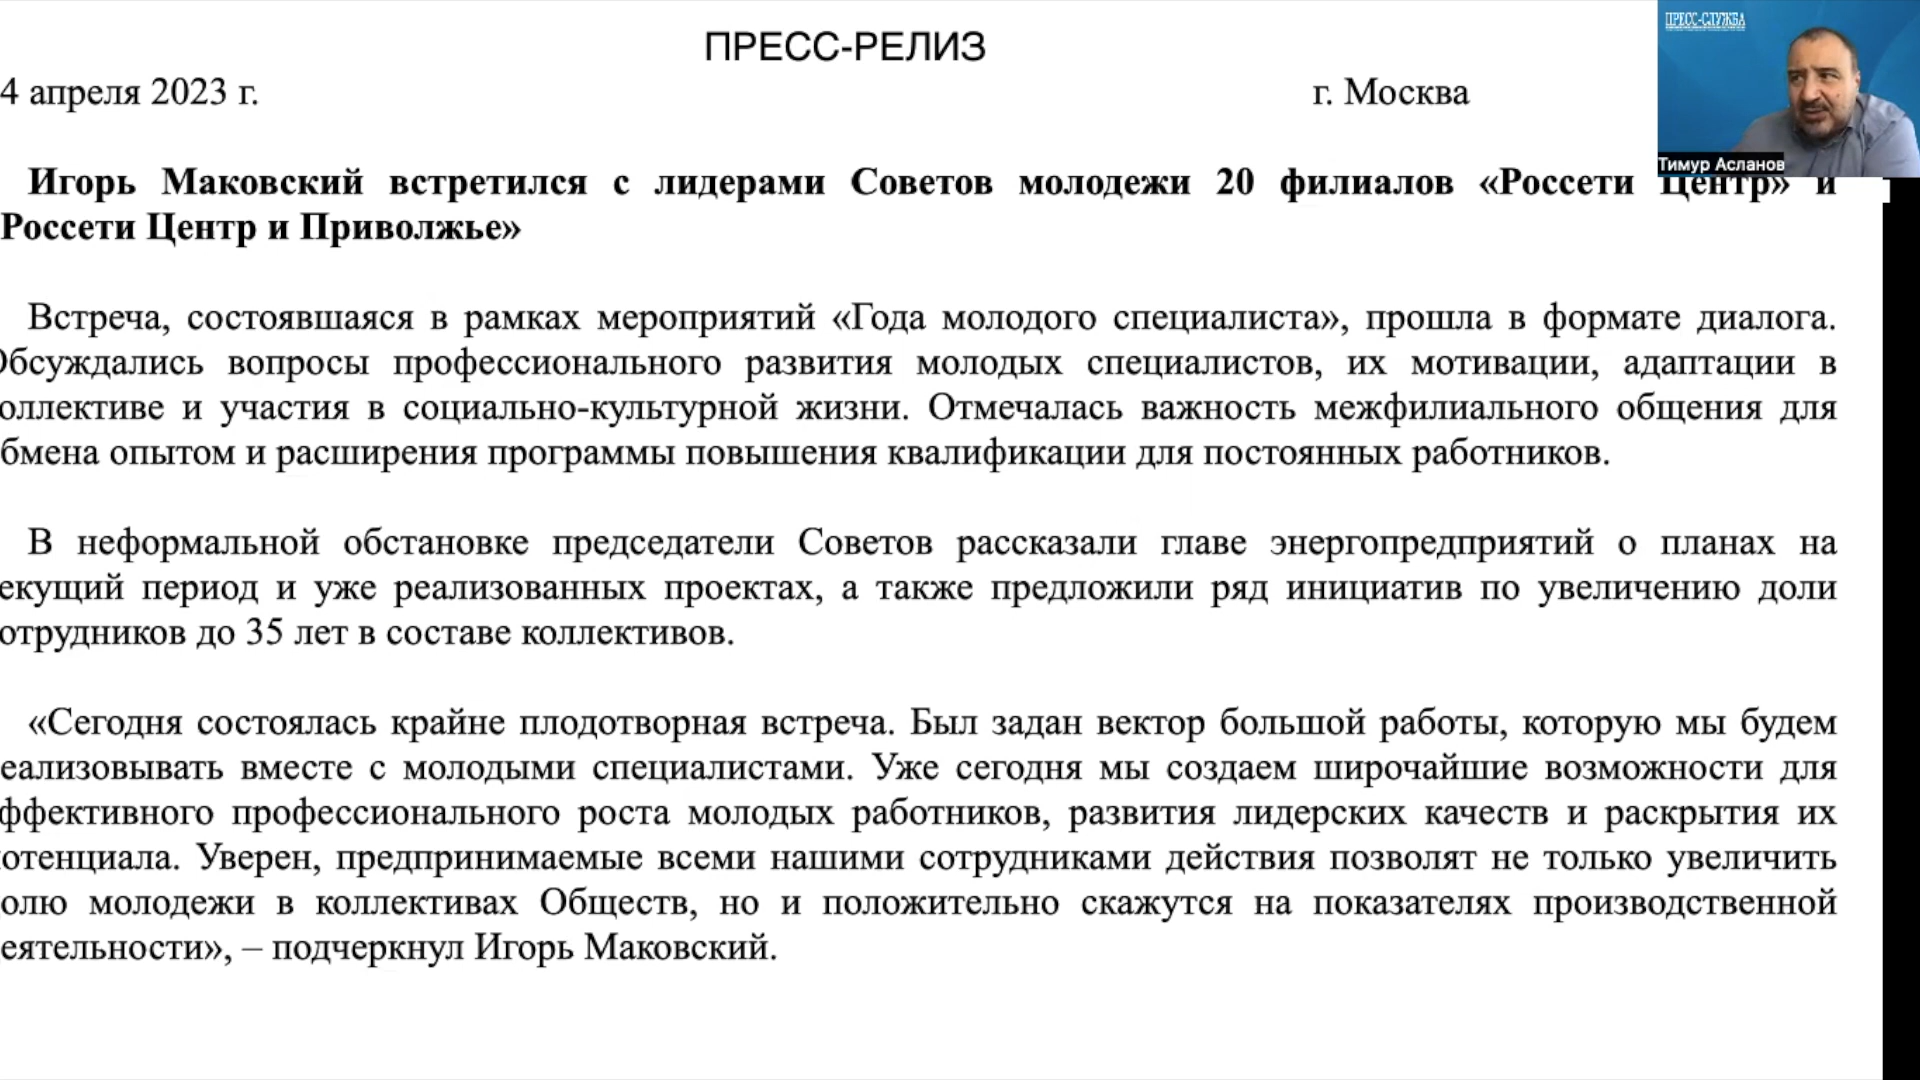 ПРЕСС-РЕЛИЗ
4 апреля 2023 г. г. Москва
ПРЕСС-СЛУЖБА
Тимур Асланов
Игорь Маковский встретился с лидерами Советов молодежи 20 филиалов «Россети Центр» и
Россети Центр и Приволжье»
Встреча, состоявшаяся в рамках мероприятий «Года молодого специалиста», прошла в формате диалога.
Обсуждались вопросы профессионального развития молодых специалистов, их мотивации, адаптации в
оллективе и участия в социально-культурной жизни. Отмечалась важность межфилиального общения для
бмена опытом и расширения программы повышения квалификации для постоянных работников.
В неформальной обстановке председатели Советов рассказали главе энергопредприятий о планах на
екущий период и уже реализованных проектах, а также предложили ряд инициатив по увеличению доли
отрудников до 35 лет в составе коллективов.
«Сегодня состоялась крайне плодотворная встреча. Был задан вектор большой работы, которую мы будем
еализовывать вместе с молодыми специалистами. Уже сегодня мы создаем широчайшие возможности для
ффективного профессионального роста молодых работников, развития лидерских качеств и раскрытия их
потенциала. Уверен, предпринимаемые всеми нашими сотрудниками действия позволят не только увеличить
олю молодежи в коллективах Обществ, но и положительно скажутся на показателях производственной
еятельности», – подчеркнул Игорь Маковский.